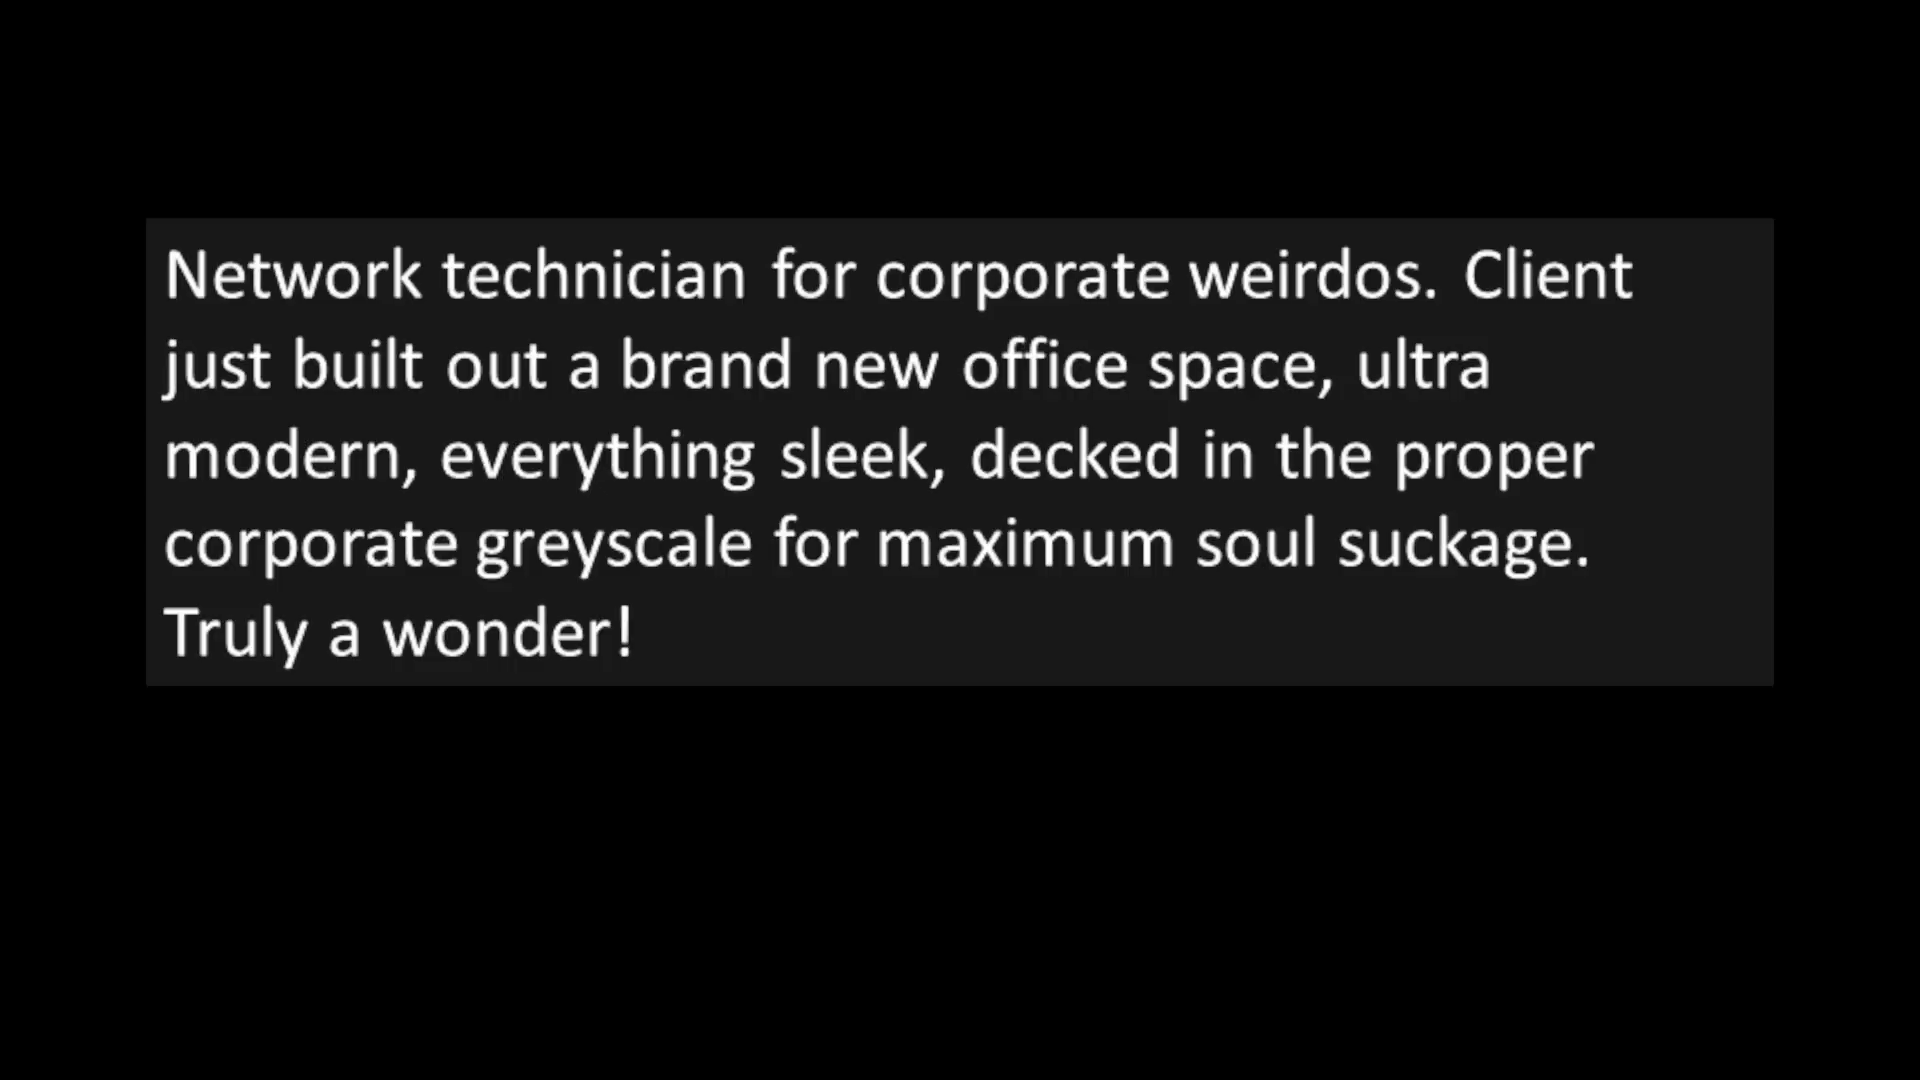 Network technician for corporate weirdos. Client
just built out a brand new office space, ultra
modern, everything sleek, decked in the proper
corporate greyscale for maximum soul suckage.
Truly a wonder!